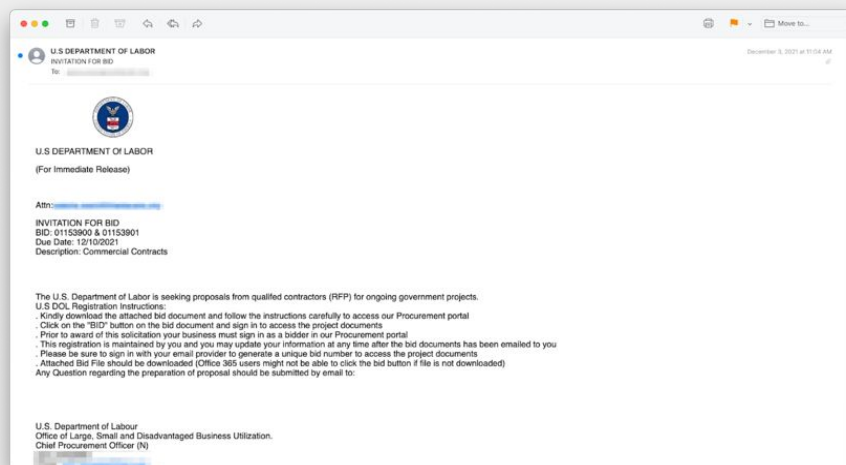 Move to...
U.S DEPARTMENT OF LABOR
December 3, 2021 at 11:04 AM
INVITATION FOR BID
To:
U.S DEPARTMENT Of LABOR
(For Immediate Release)
Attn:
INVITATION FOR BID
BID: 01153900 & 01153901
Due Date: 12/10/2021
Description: Commercial Contracts
The U.S. Department of Labor is seeking proposals from qualifed contractors (RFP) for ongoing government projects.
U.S DOL Registration Instructions:
. Kindly download the attached bid document and follow the instructions carefully to access our Procurement portal
. Click on the "BID" button on the bid document and sign in to access the project documents
. Prior to award of this solicitation your business must sign in as a bidder in our Procurement portal
. This registration is maintained by you and you may update your information at any time after the bid documents has been emailed to you
. Please be sure to sign in with your email provider to generate a unique bid number to access the project documents
. Attached Bid File should be downloaded (Office 365 users might not be able to click the bid button if file is not downloaded)
Any Question regarding the preparation of proposal should be submitted by email to:
U.S. Department of Labour
Office of Large, Small and Disadvantaged Business Utilization.
Chief Procurement Officer (N)